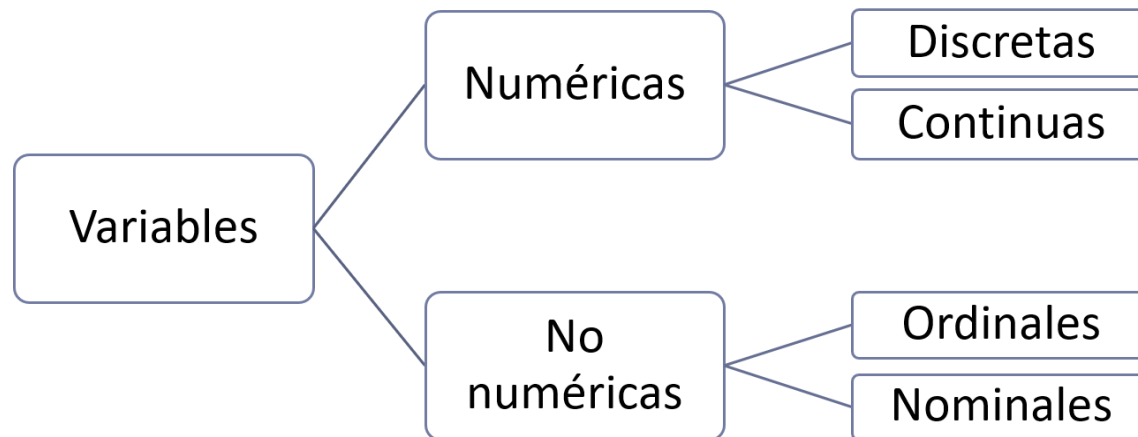 Variables
Numéricas
Discretas
Continuas
No
numéricas
Ordinales
Nominales